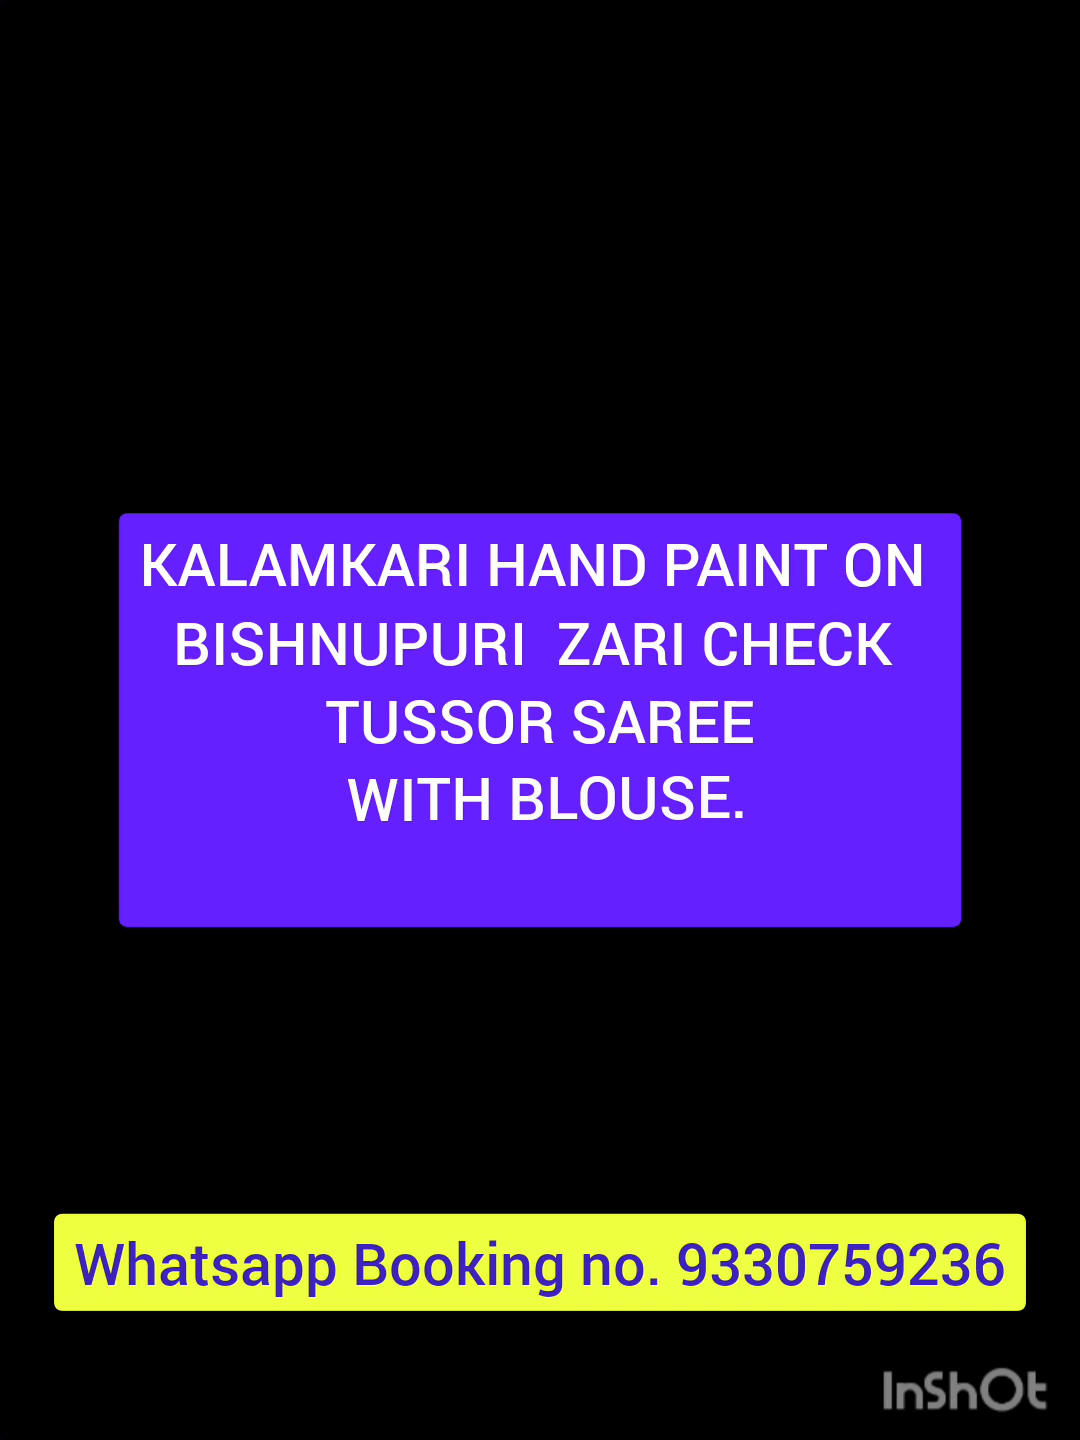 KALAMKARI HAND PAINT ON
BISHNUPURI  ZARI CHECK
TUSSOR SAREE
WITH BLOUSE.
Whatsapp Booking no. 9330759236
InShOt